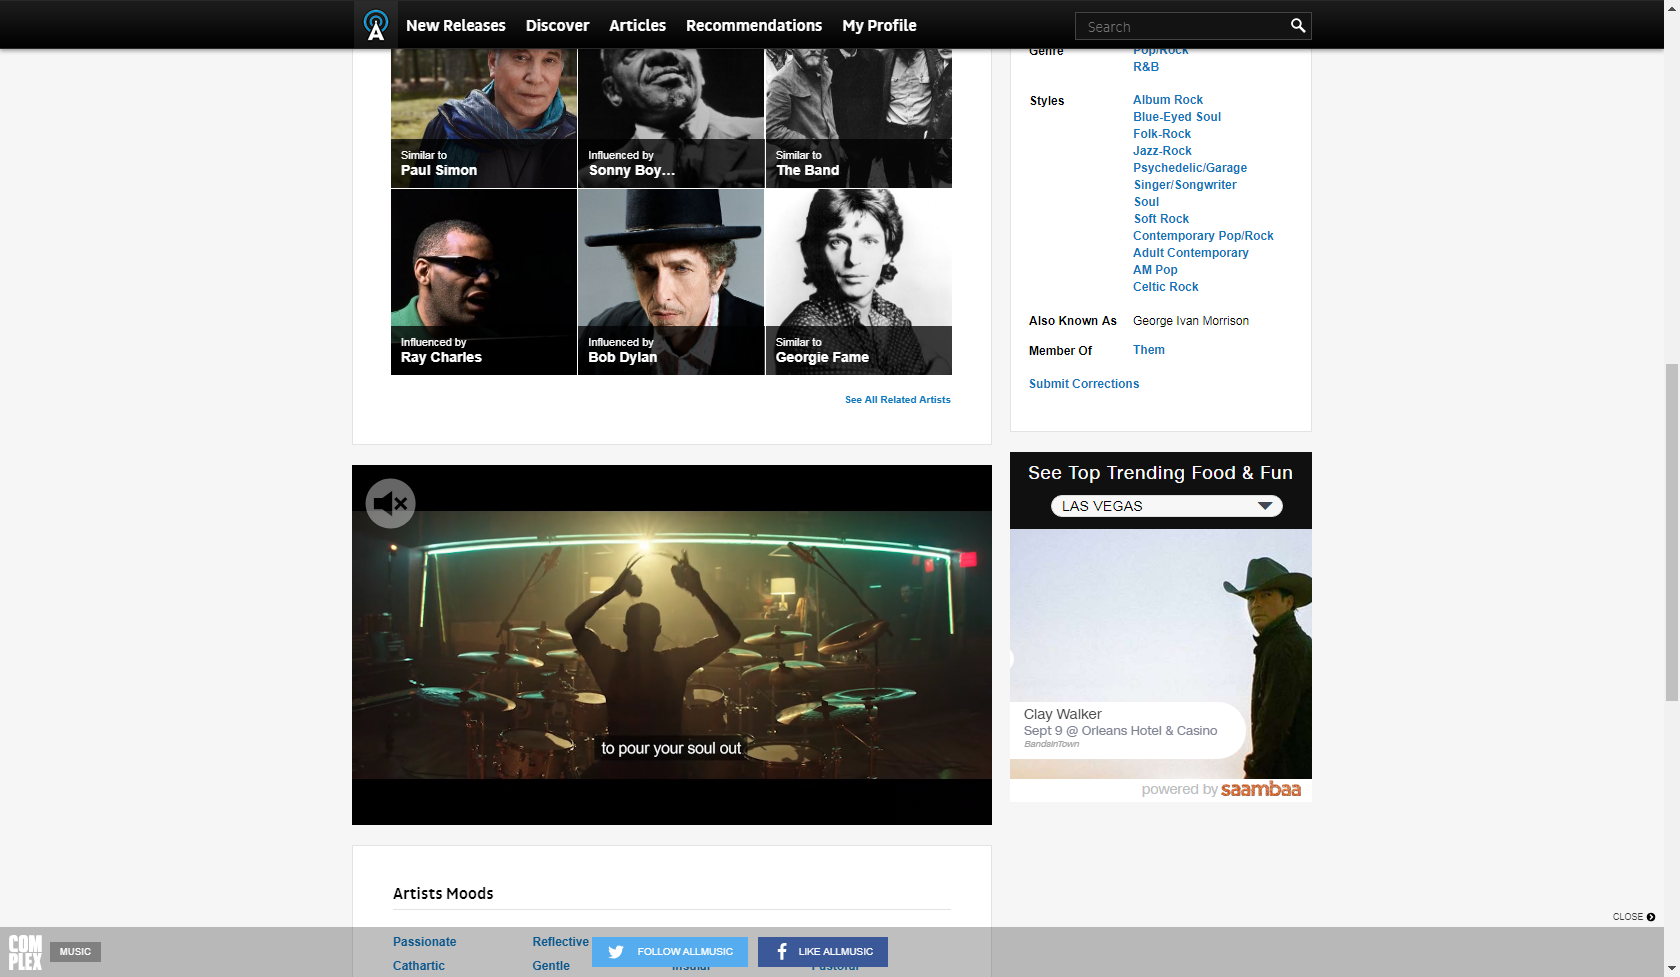 New Releases Discover Articles Recommendations My Profile Search
Similar to
Paul Simon
Influenced by
Sonny Boy...
Similar to
The Band
Influenced by
Ray Charles
Influenced by
Bob Dylan
Similar to
Georgie Fame
See All Related Artists
Genre Pop/Rock
R&B
Styles Album Rock
Blue-Eyed Soul
Folk-Rock
Jazz-Rock
Psychedelic/Garage
Singer/Songwriter
Soul
Soft Rock
Contemporary Pop/Rock
Adult Contemporary
AM Pop
Celtic Rock
Also Known As George Ivan Morrison
Member Of Them
Submit Corrections
to pour your soul out
See Top Trending Food & Fun
LAS VEGAS
Clay Walker
Sept 9 @ Orleans Hotel & Casino
BandsInTown
powered by saambaa
Artists Moods
Passionate Reflective
Cathartic Gentle Insular Pastoral
CLOSE
COM
PLEX
MUSIC
FOLLOW ALLMUSIC
LIKE ALLMUSIC